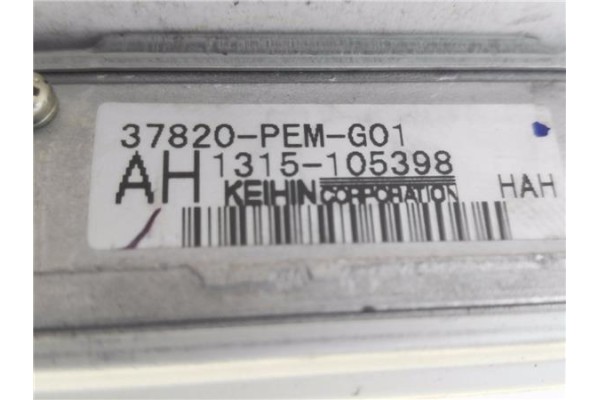 37820-PEM-G01
AH 1315-105398
KEIHIN CORPORATION HAH